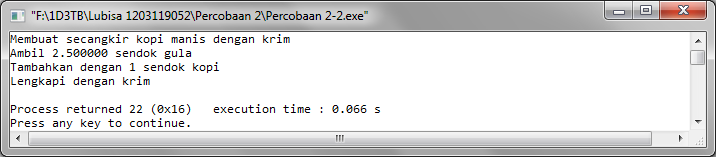 "F:\1D3TB\Lubisa 1203119052\Percobaan 2\Percobaan 2-2.exe"
Membuat secangkir kopi manis dengan krim
Ambil 2.500000 sendok gula
Tambahkan dengan 1 sendok kopi
Lengkapi dengan krim
Process returned 22 (0x16)   execution time : 0.066 s
Press any key to continue.